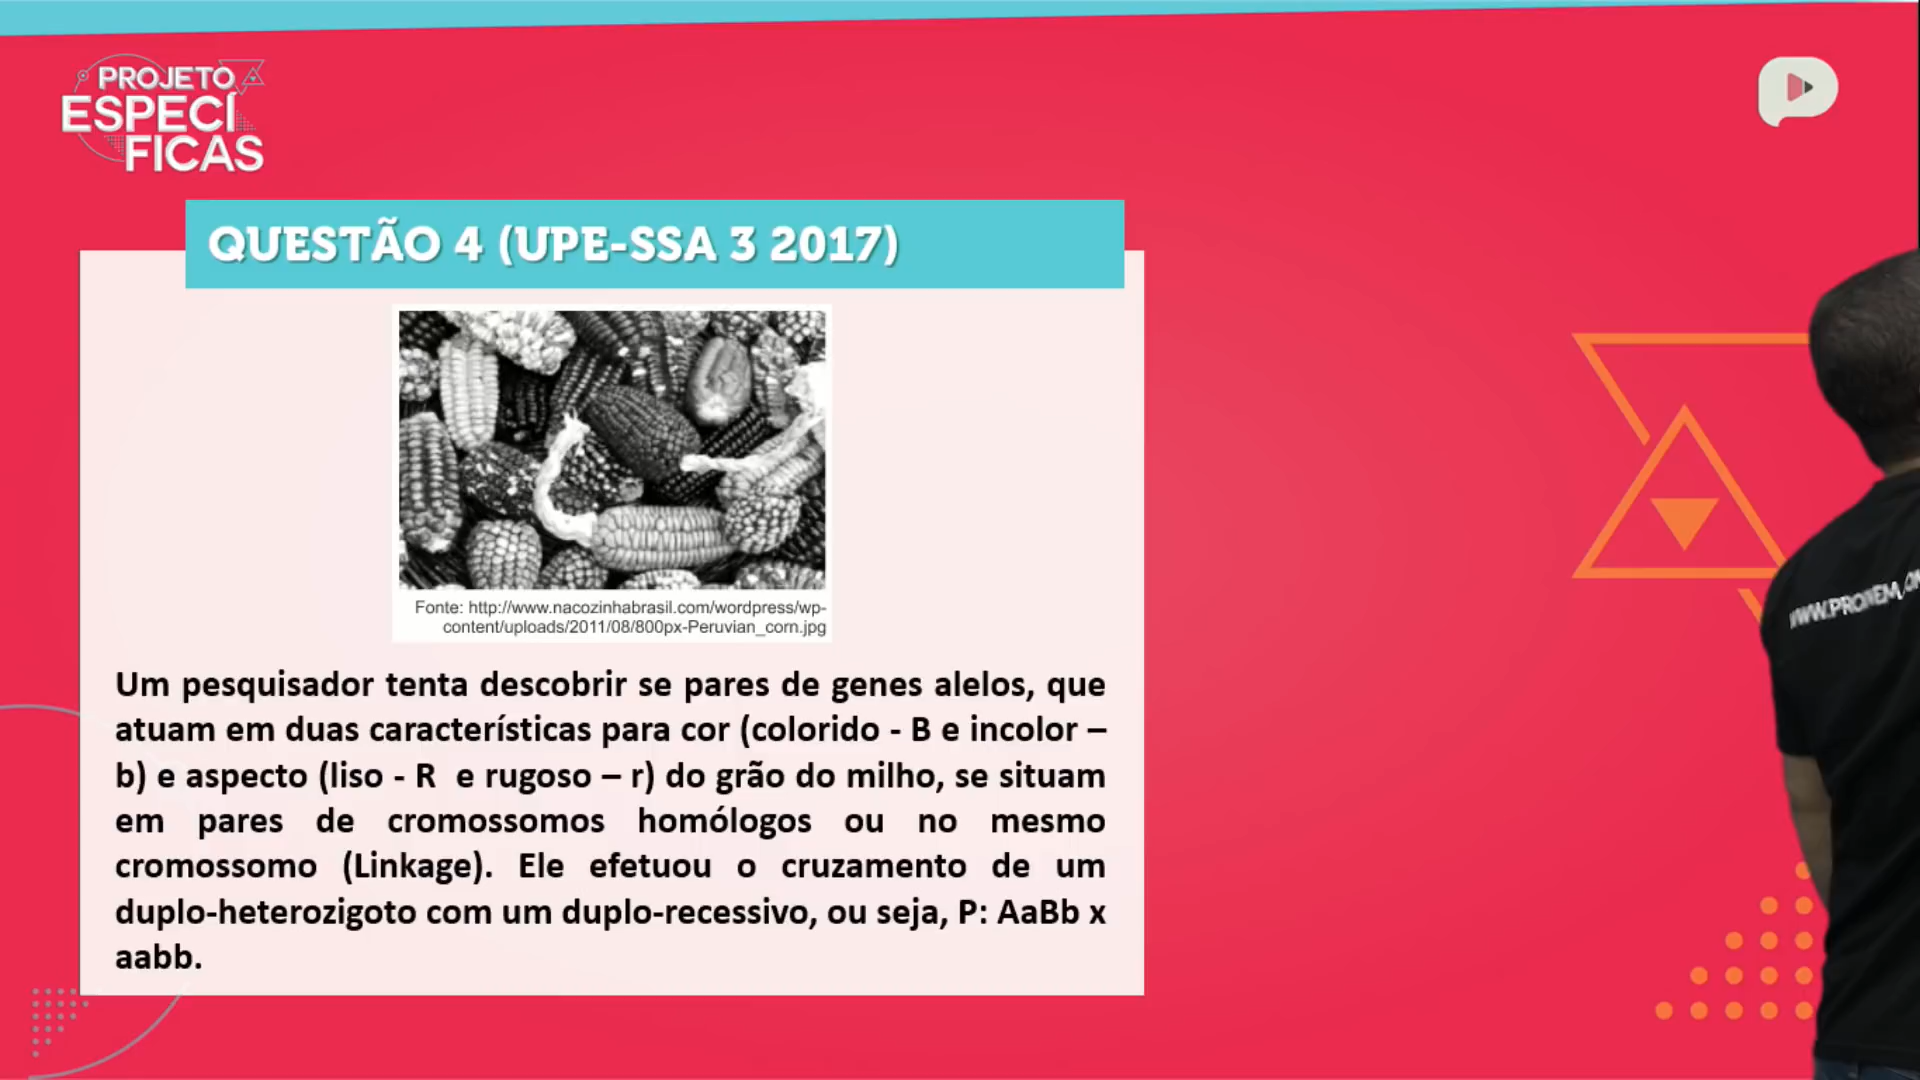 PROJETO
ESPECÍ
FICAS
QUESTÃO 4 (UPE-SSA 3 2017)
Fonte: http://www.nacozinhabrasil.com/wordpress/wp-
content/uploads/2011/08/800px-Peruvian_corn.jpg
Um pesquisador tenta descobrir se pares de genes alelos, que
atuam em duas características para cor (colorido - B e incolor –
b) e aspecto (liso - R e rugoso – r) do grão do milho, se situam
em pares de cromossomos homólogos ou no mesmo
cromossomo (Linkage). Ele efetuou o cruzamento de um
duplo-heterozigoto com um duplo-recessivo, ou seja, P: AaBb x
aabb.